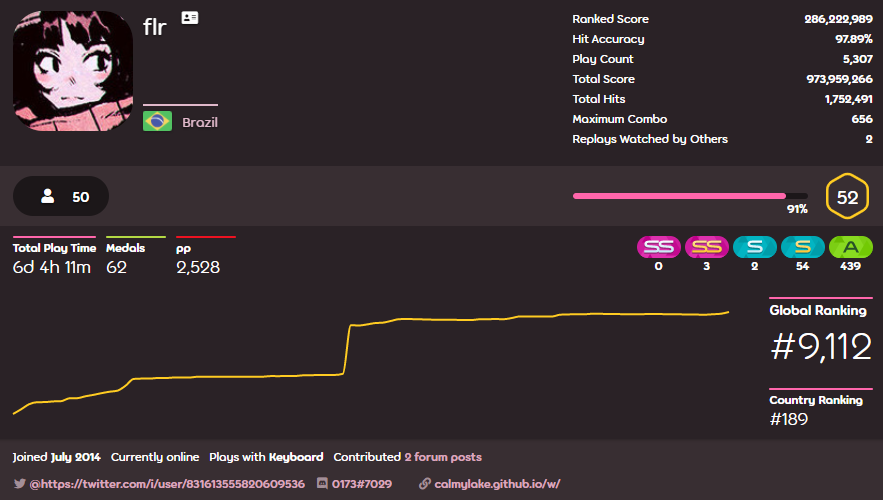 flr
Brazil
Ranked Score 286,222,989
Hit Accuracy 97.89%
Play Count 5,307
Total Score 973,959,266
Total Hits 1,752,491
Maximum Combo 656
Replays Watched by Others 2
50
91%
52
Total Play Time Medals pp
6d 4h 11m 62 2,528
SS SS S S A
0 3 2 54 439
Global Ranking
#9,112
Country Ranking
#189
Joined July 2014 Currently online Plays with Keyboard Contributed 2 forum posts
@https://twitter.com/i/user/831613555820609536 0173#7029 calmylake.github.io/w/